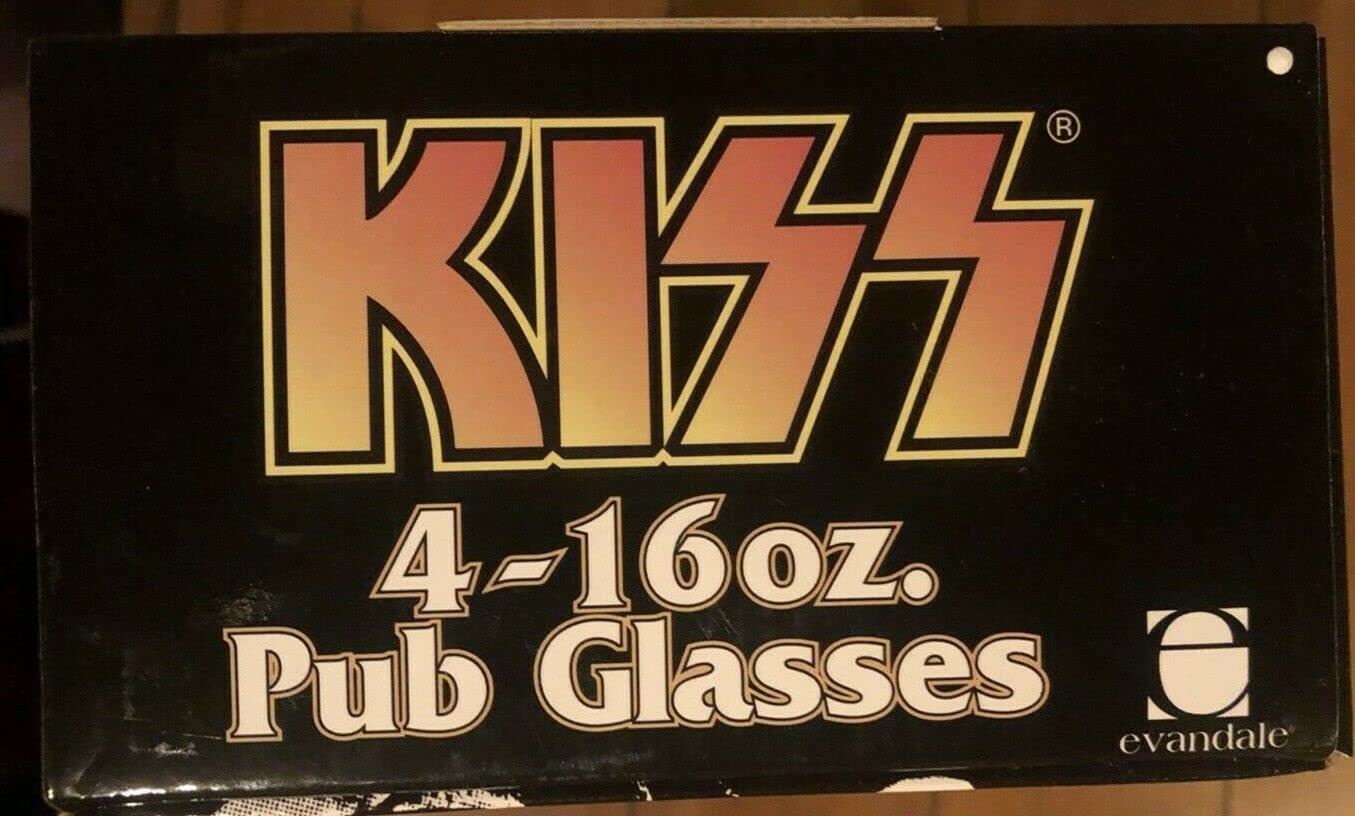 KISS®
4-16oz.
Pub Glasses
evandale